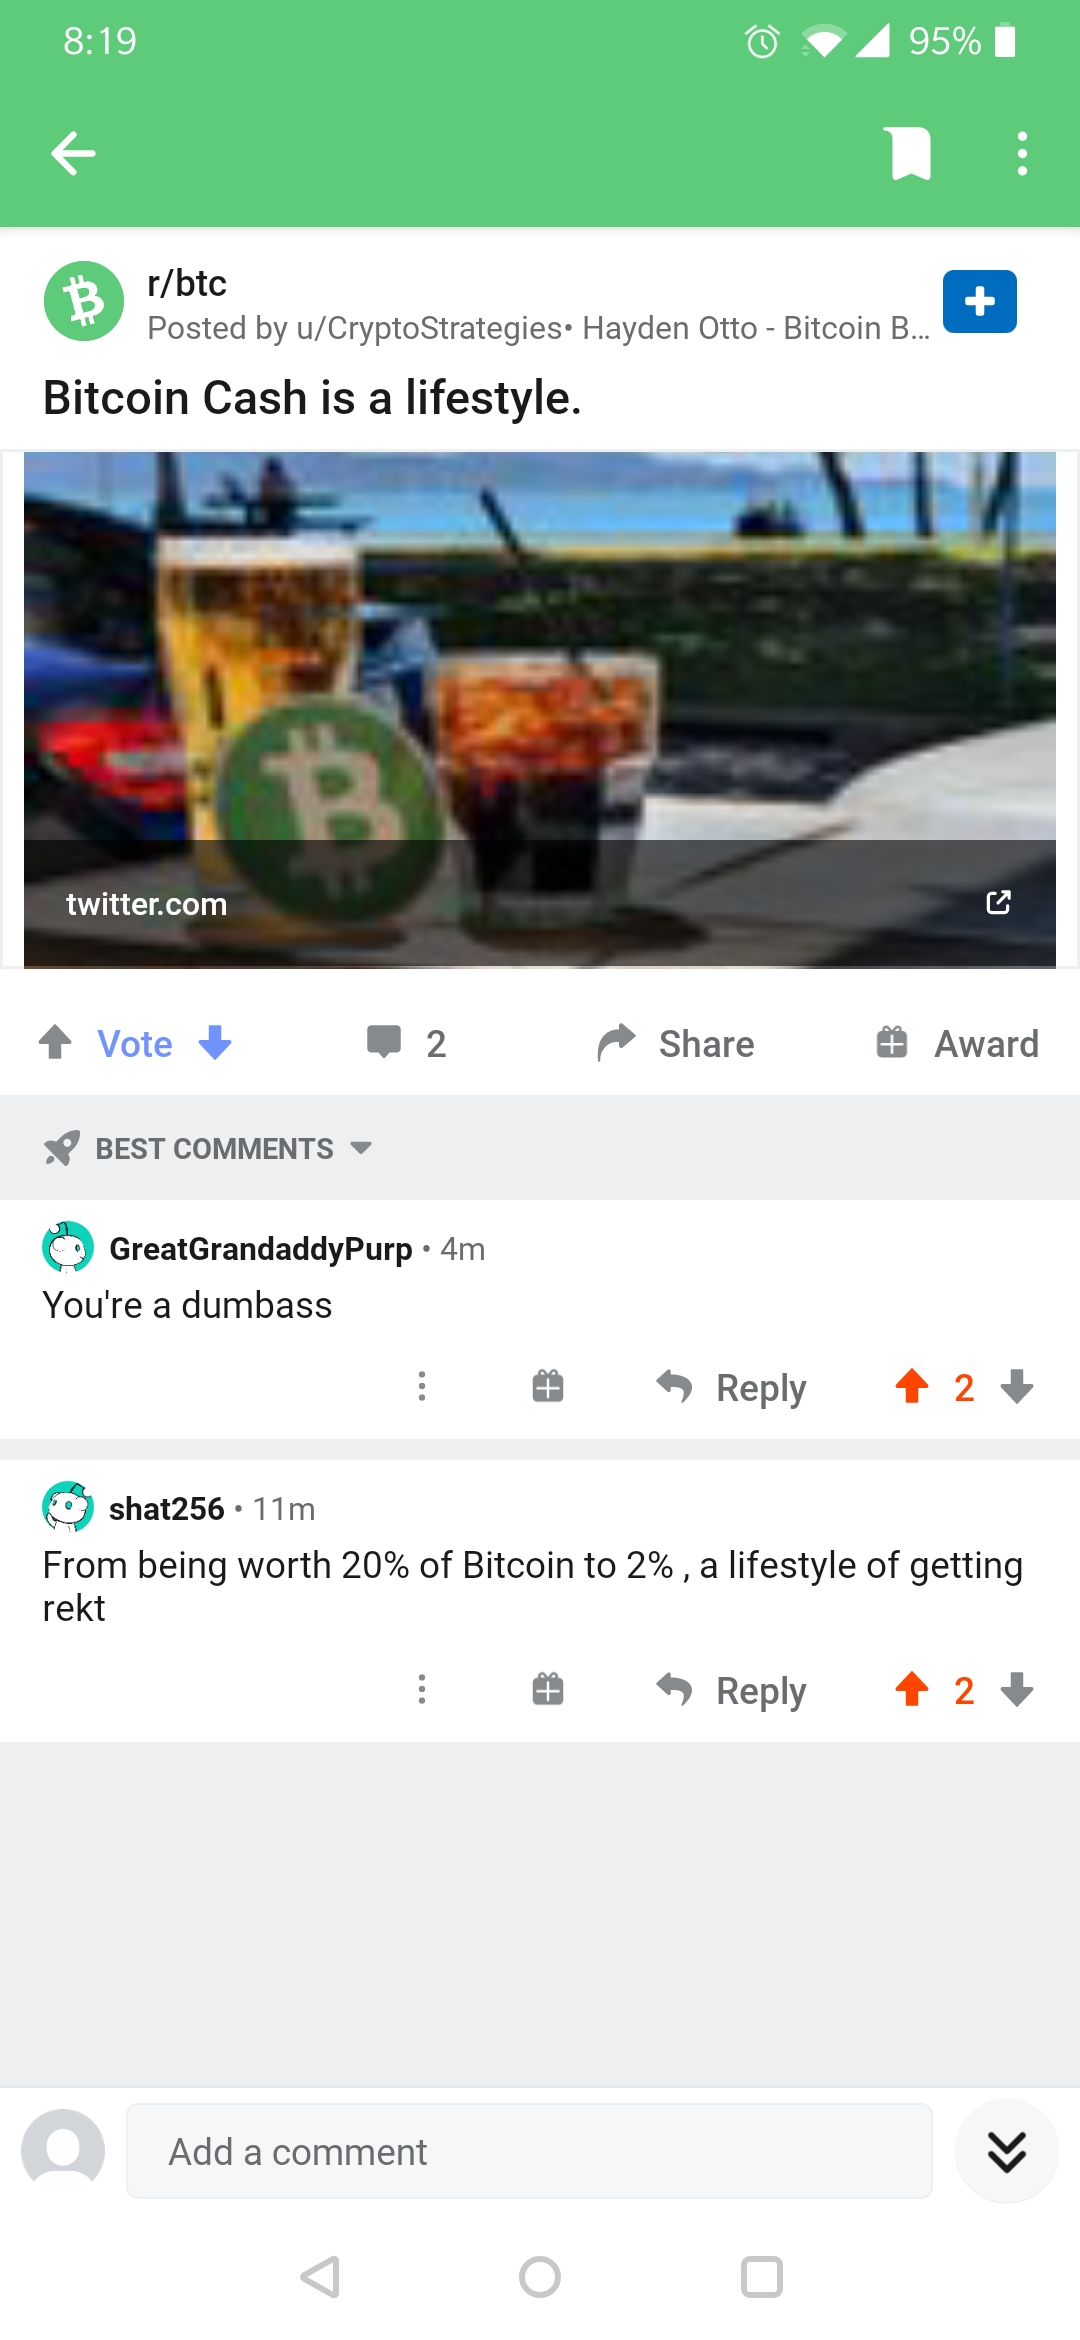 8:19
95%
r/btc
Posted by u/CryptoStrategies• Hayden Otto - Bitcoin B...
Bitcoin Cash is a lifestyle.
twitter.com
Vote
2
Share
Award
BEST COMMENTS
GreatGrandaddyPurp • 4m
You're a dumbass
Reply
2
shat256 • 11m
From being worth 20% of Bitcoin to 2% , a lifestyle of getting
rekt
Reply
2
Add a comment